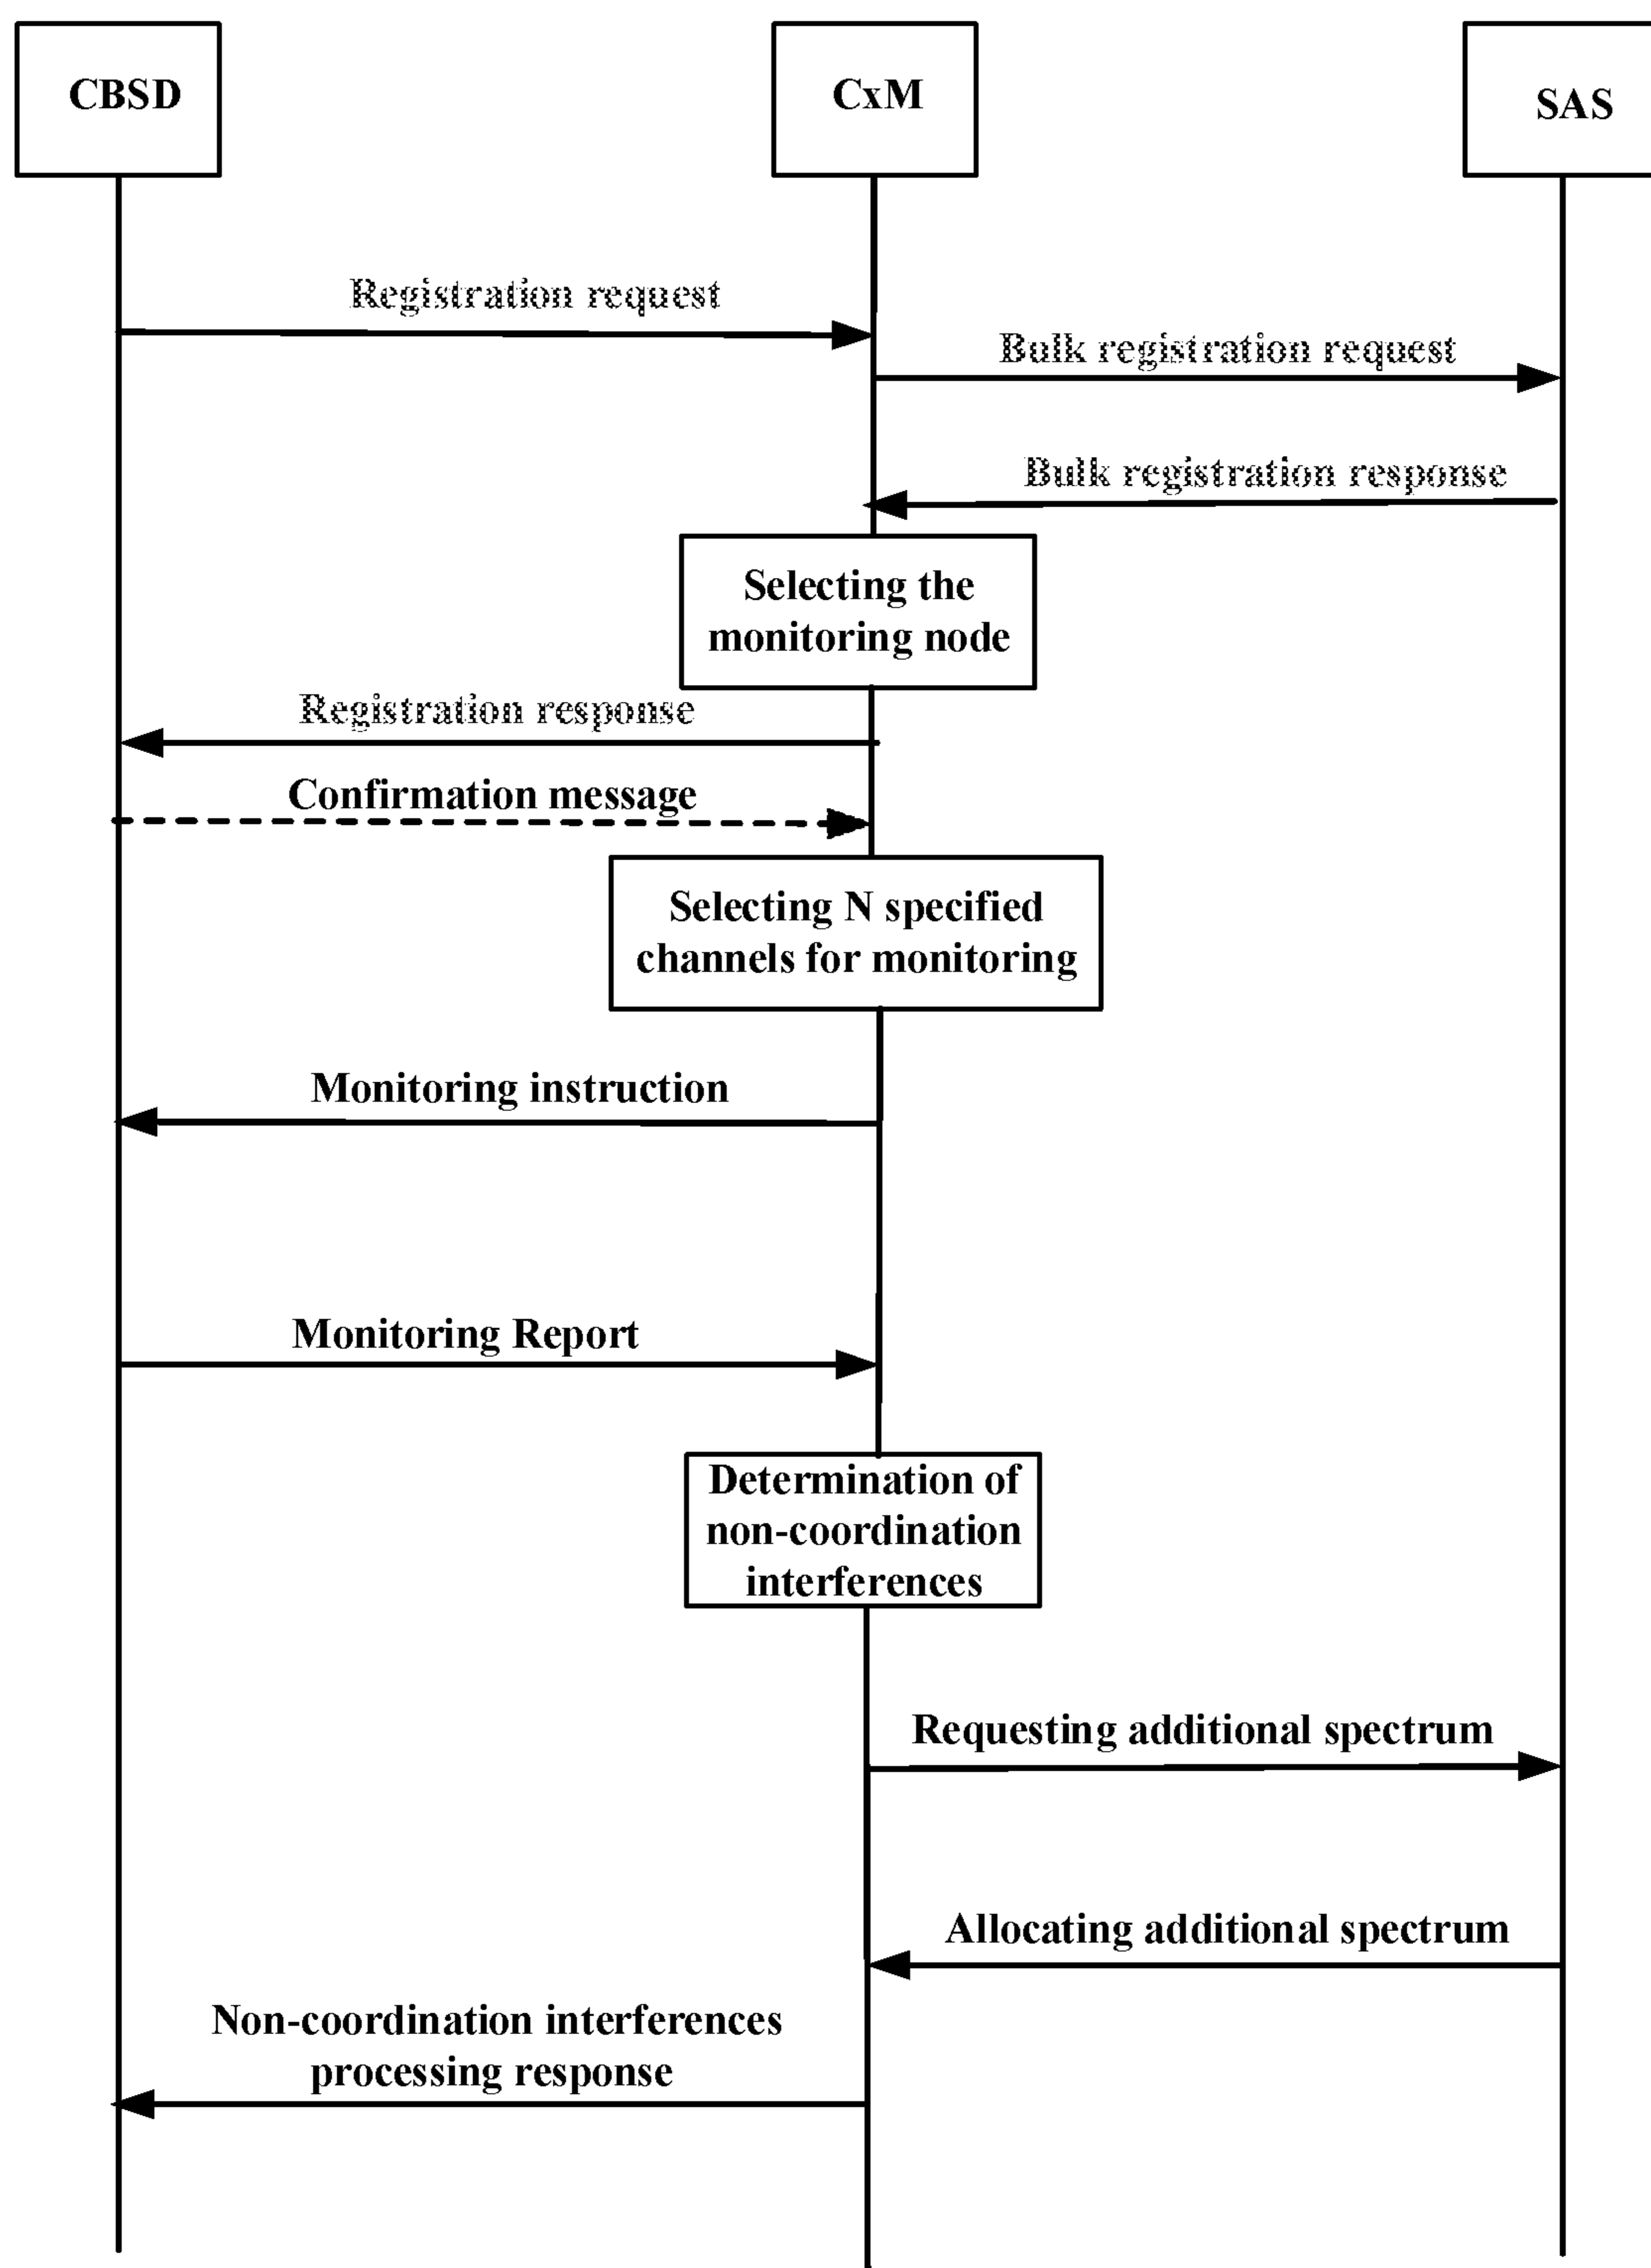 CBSD
CxM
SAS
Registration request
Bulk registration request
Bulk registration response
Selecting the
monitoring node
Registration response
Confirmation message
Selecting N specified
channels for monitoring
Monitoring instruction
Monitoring Report
Determination of
non-coordination
interferences
Requesting additional spectrum
Allocating additional spectrum
Non-coordination interferences
processing response